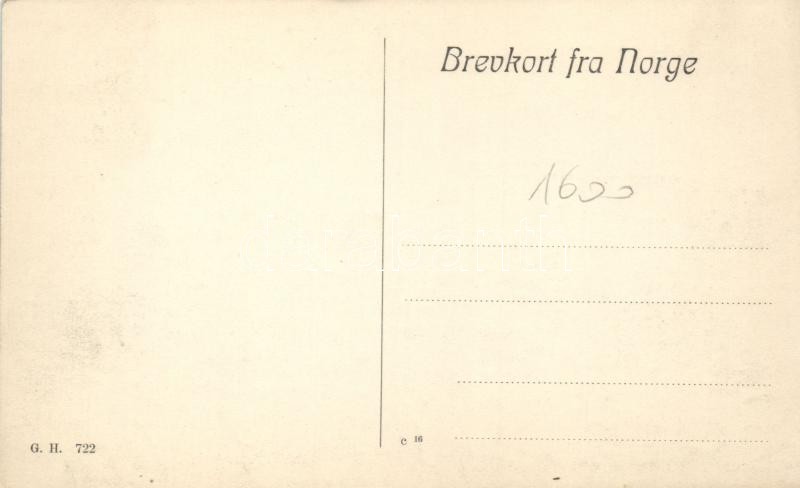 Brevkort fra Norge
1600
G. H. 722
c 16